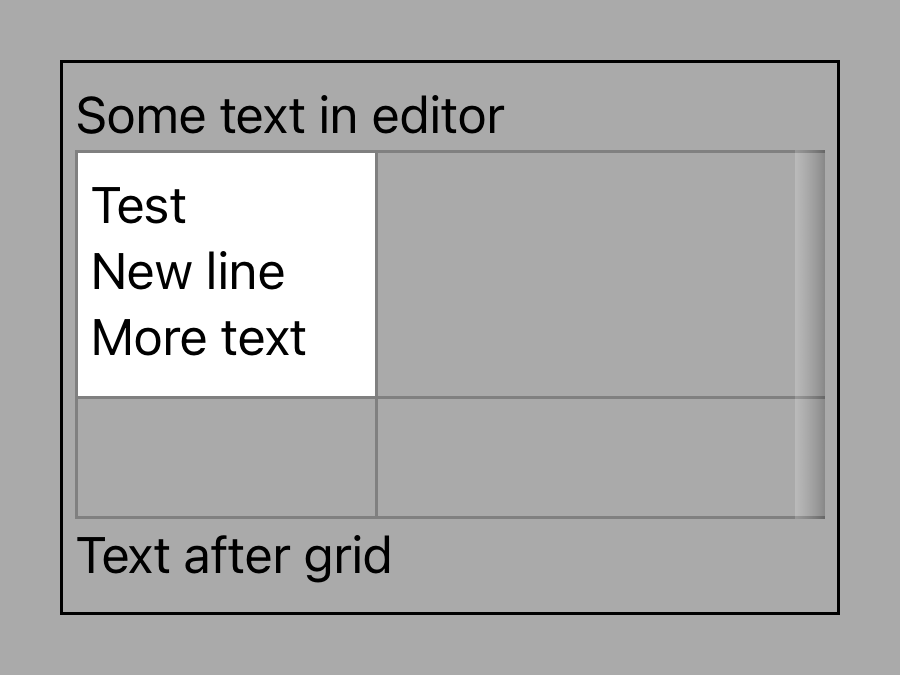 Some text in editor
Test
New line
More text
Text after grid